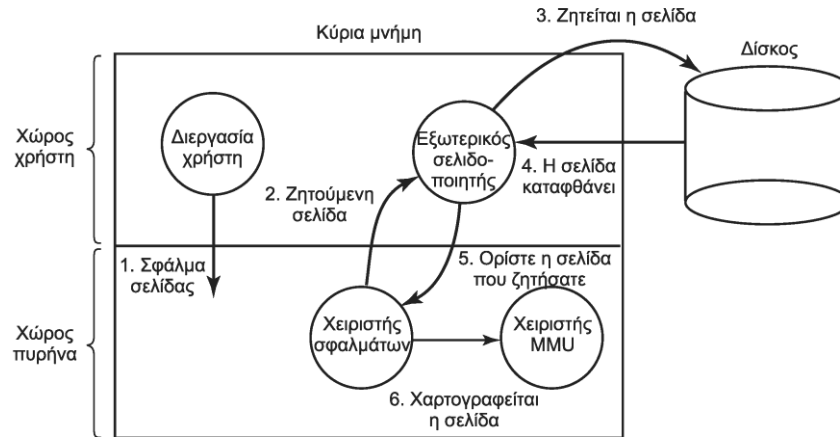 3. Ζητείται η σελίδα
Κύρια μνήμη
Δίσκος
Χώρος
χρήστη
Διεργασία
χρήστη
Εξωτερικός
σελιδο-
ποιητής
2. Ζητούμενη
σελίδα
4. Η σελίδα
καταφθάνει
1. Σφάλμα
σελίδας
5. Ορίστε η σελίδα
που ζητήσατε
Χώρος
πυρήνα
Χειριστής
σφαλμάτων
Χειριστής
MMU
6. Χαρτογραφείται
η σελίδα